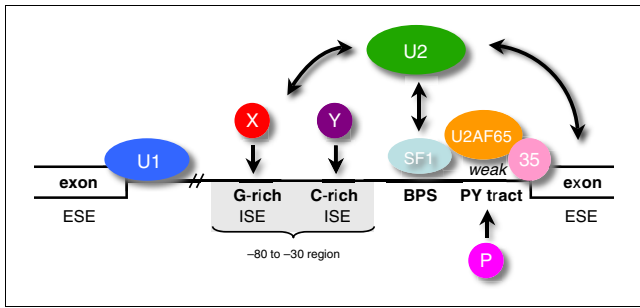 U2
X
Y
U2AF65
U1
SF1
35
weak
exon
G-rich
C-rich
BPS
PY tract
exon
ESE
ISE
ISE
ESE
–80 to –30 region
P